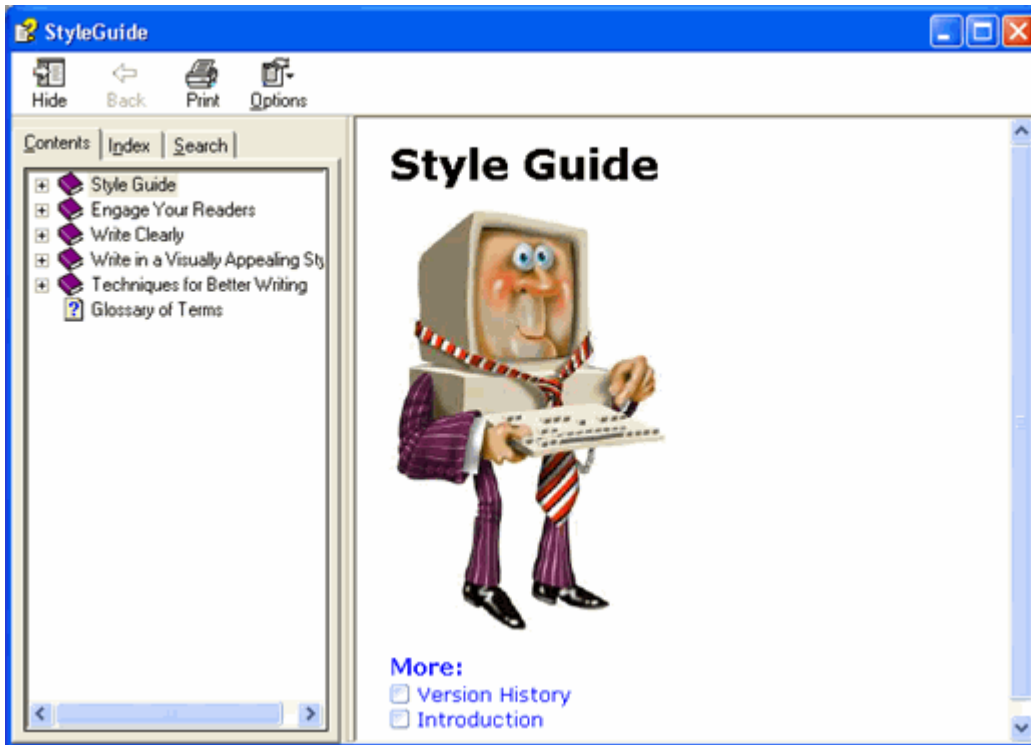 StyleGuide
Hide Back Print Options
Contents Index Search
Style Guide
Engage Your Readers
Write Clearly
Write in a Visually Appealing Sty
Techniques for Better Writing
Glossary of Terms
Style Guide
More:
Version History
Introduction